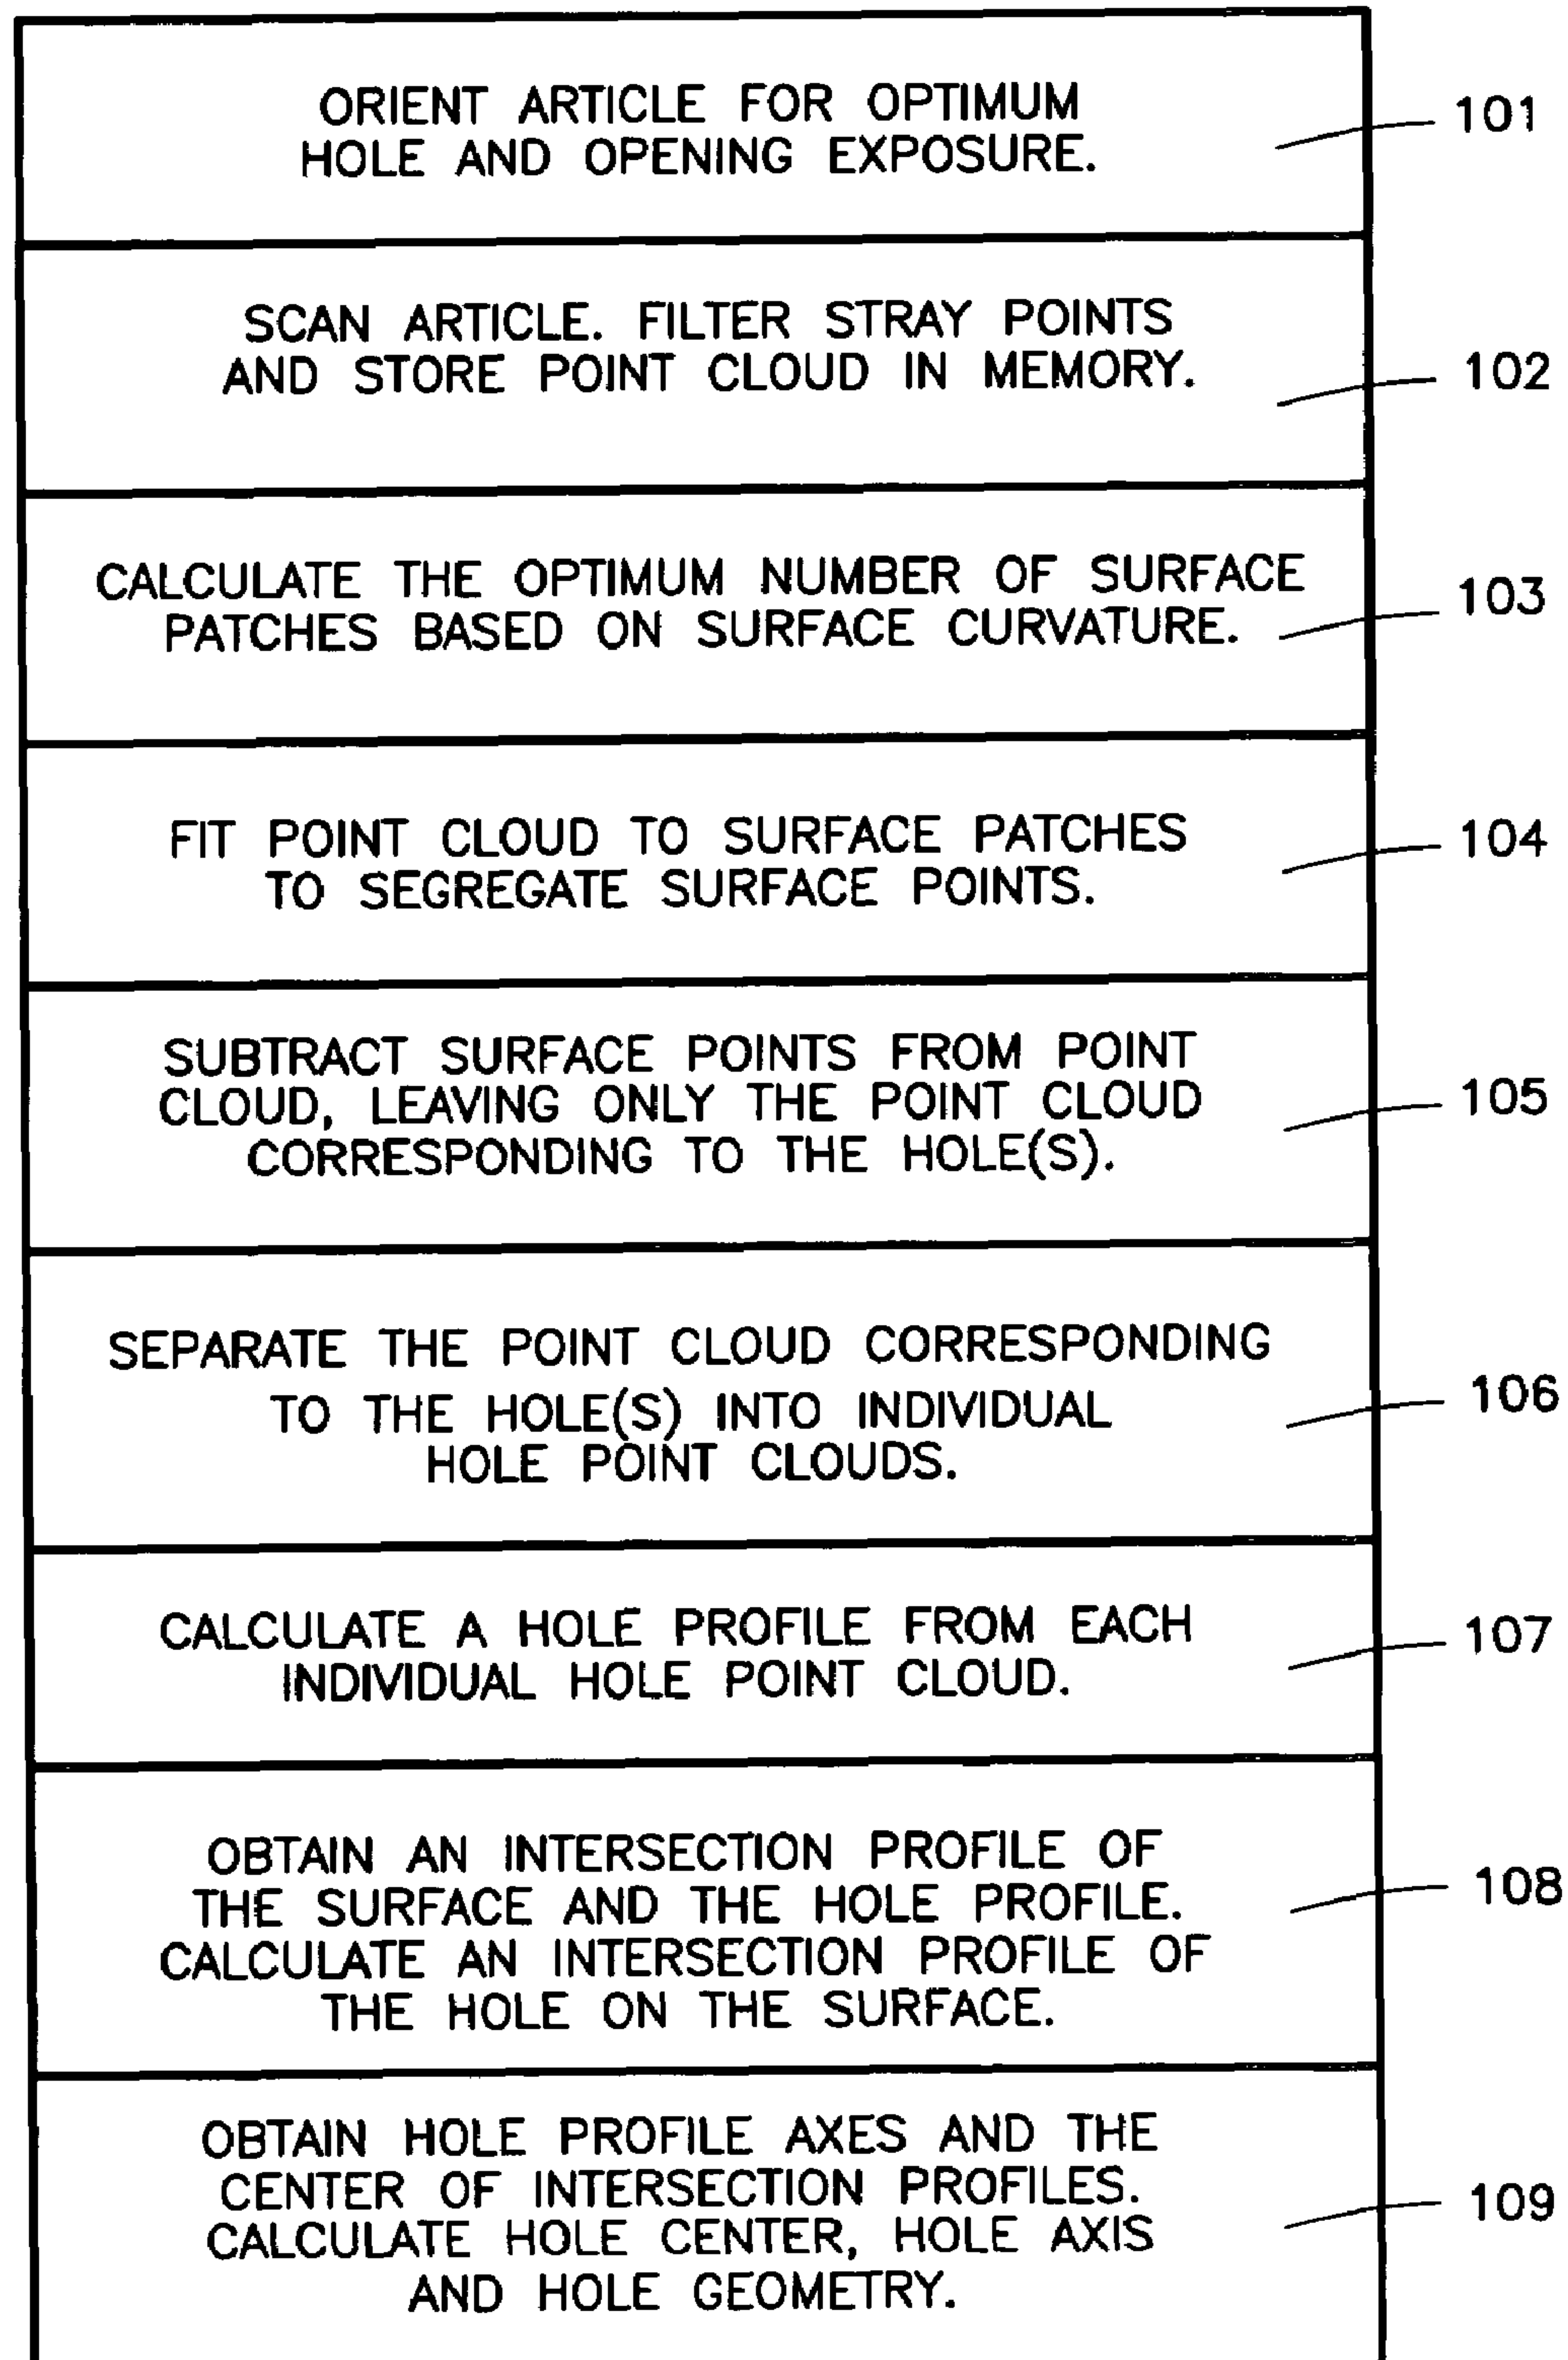 ORIENT ARTICLE FOR OPTIMUM
HOLE AND OPENING EXPOSURE.
101
SCAN ARTICLE. FILTER STRAY POINTS
AND STORE POINT CLOUD IN MEMORY.
102
CALCULATE THE OPTIMUM NUMBER OF SURFACE
PATCHES BASED ON SURFACE CURVATURE.
103
FIT POINT CLOUD TO SURFACE PATCHES
TO SEGREGATE SURFACE POINTS.
104
SUBTRACT SURFACE POINTS FROM POINT
CLOUD, LEAVING ONLY THE POINT CLOUD
CORRESPONDING TO THE HOLE(S).
105
SEPARATE THE POINT CLOUD CORRESPONDING
TO THE HOLE(S) INTO INDIVIDUAL
HOLE POINT CLOUDS.
106
CALCULATE A HOLE PROFILE FROM EACH
INDIVIDUAL HOLE POINT CLOUD.
107
OBTAIN AN INTERSECTION PROFILE OF
THE SURFACE AND THE HOLE PROFILE.
CALCULATE AN INTERSECTION PROFILE OF
THE HOLE ON THE SURFACE.
108
OBTAIN HOLE PROFILE AXES AND THE
CENTER OF INTERSECTION PROFILES.
CALCULATE HOLE CENTER, HOLE AXIS
AND HOLE GEOMETRY.
109